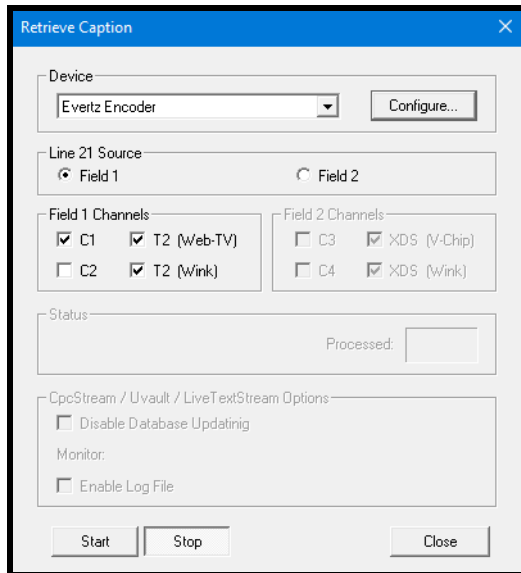 Retrieve Caption
Device
Evertz Encoder
Configure...
Line 21 Source
Field 1
Field 2
Field 1 Channels
Field 2 Channels
C1 T2 (Web-TV)
C3 XDS (V-Chip)
C2 T2 (Wink)
C4 XDS (Wink)
Status
Processed:
CpcStream / Uvault / LiveTextStream Options
Disable Database Updatinig
Monitor:
Enable Log File
Start Stop Close